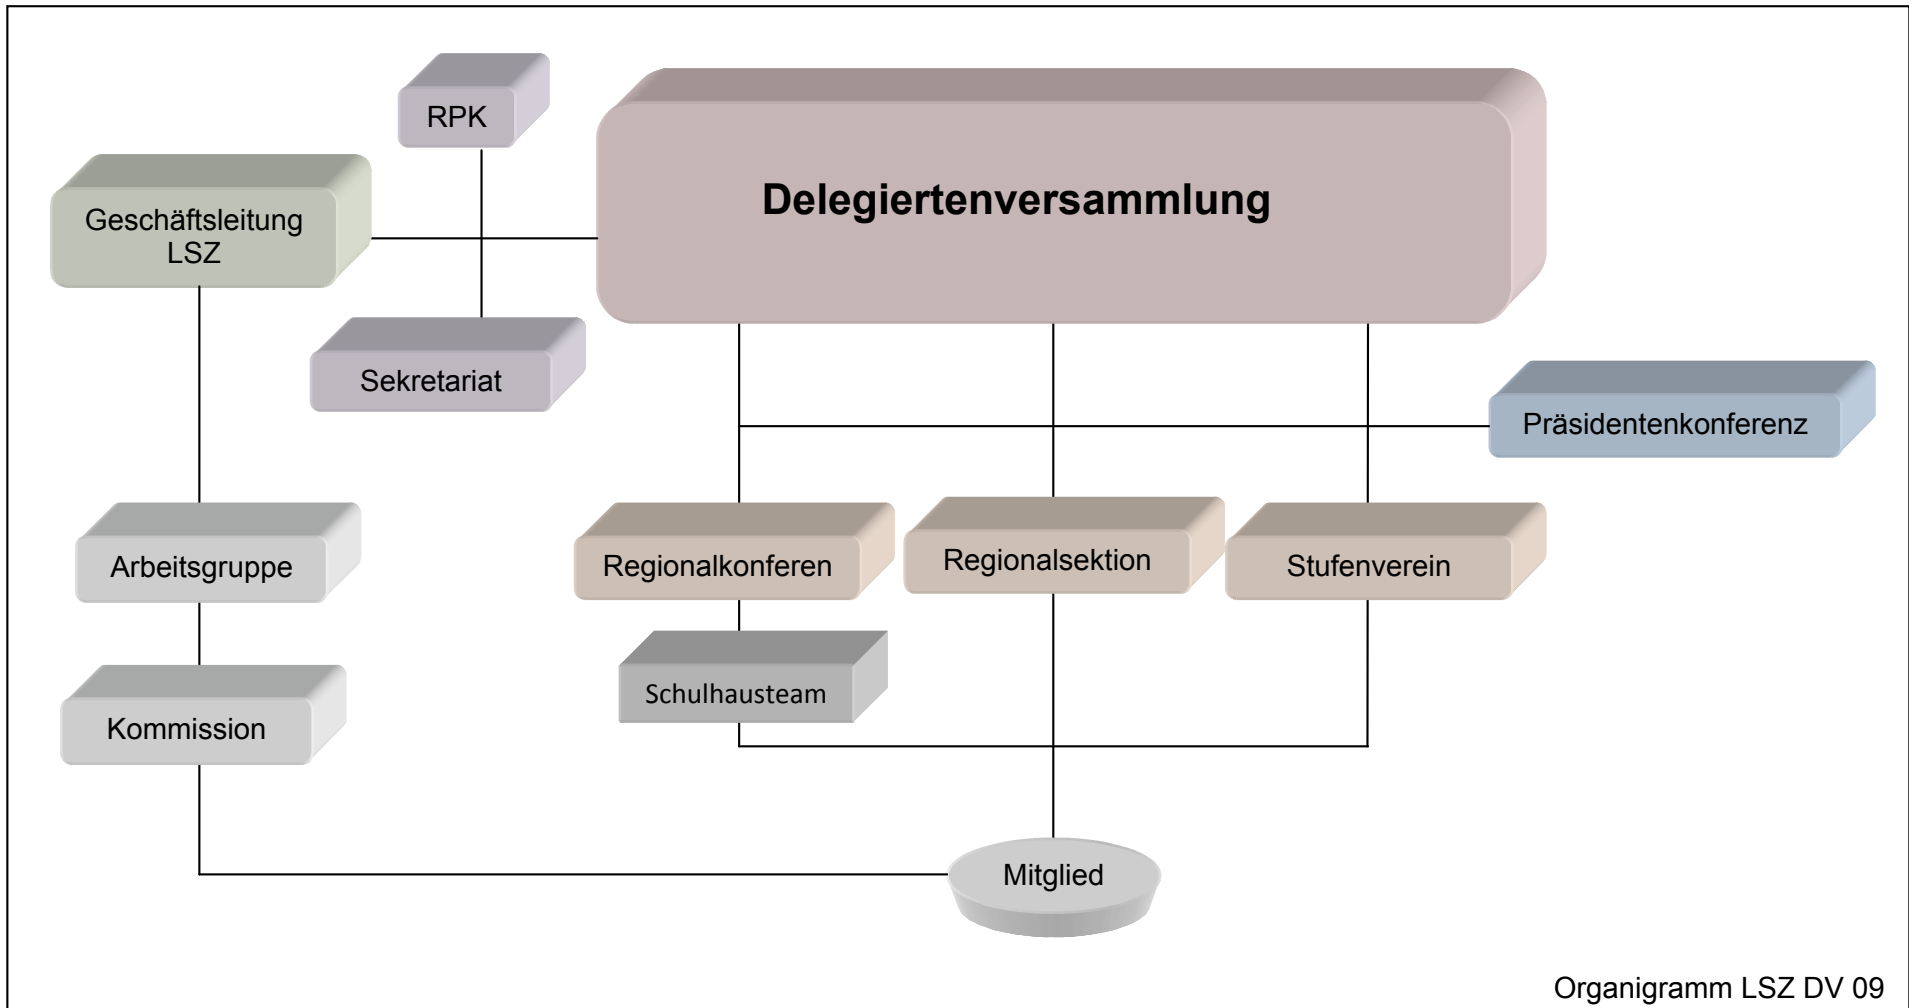 RPK
Delegiertenversammlung
Geschäftsleitung
LSZ
Sekretariat
Präsidentenkonferenz
Arbeitsgruppe
Regionalkonferen
Regionalsektion
Stufenverein
Schulhausteam
Kommission
Mitglied
Organigramm LSZ DV 09